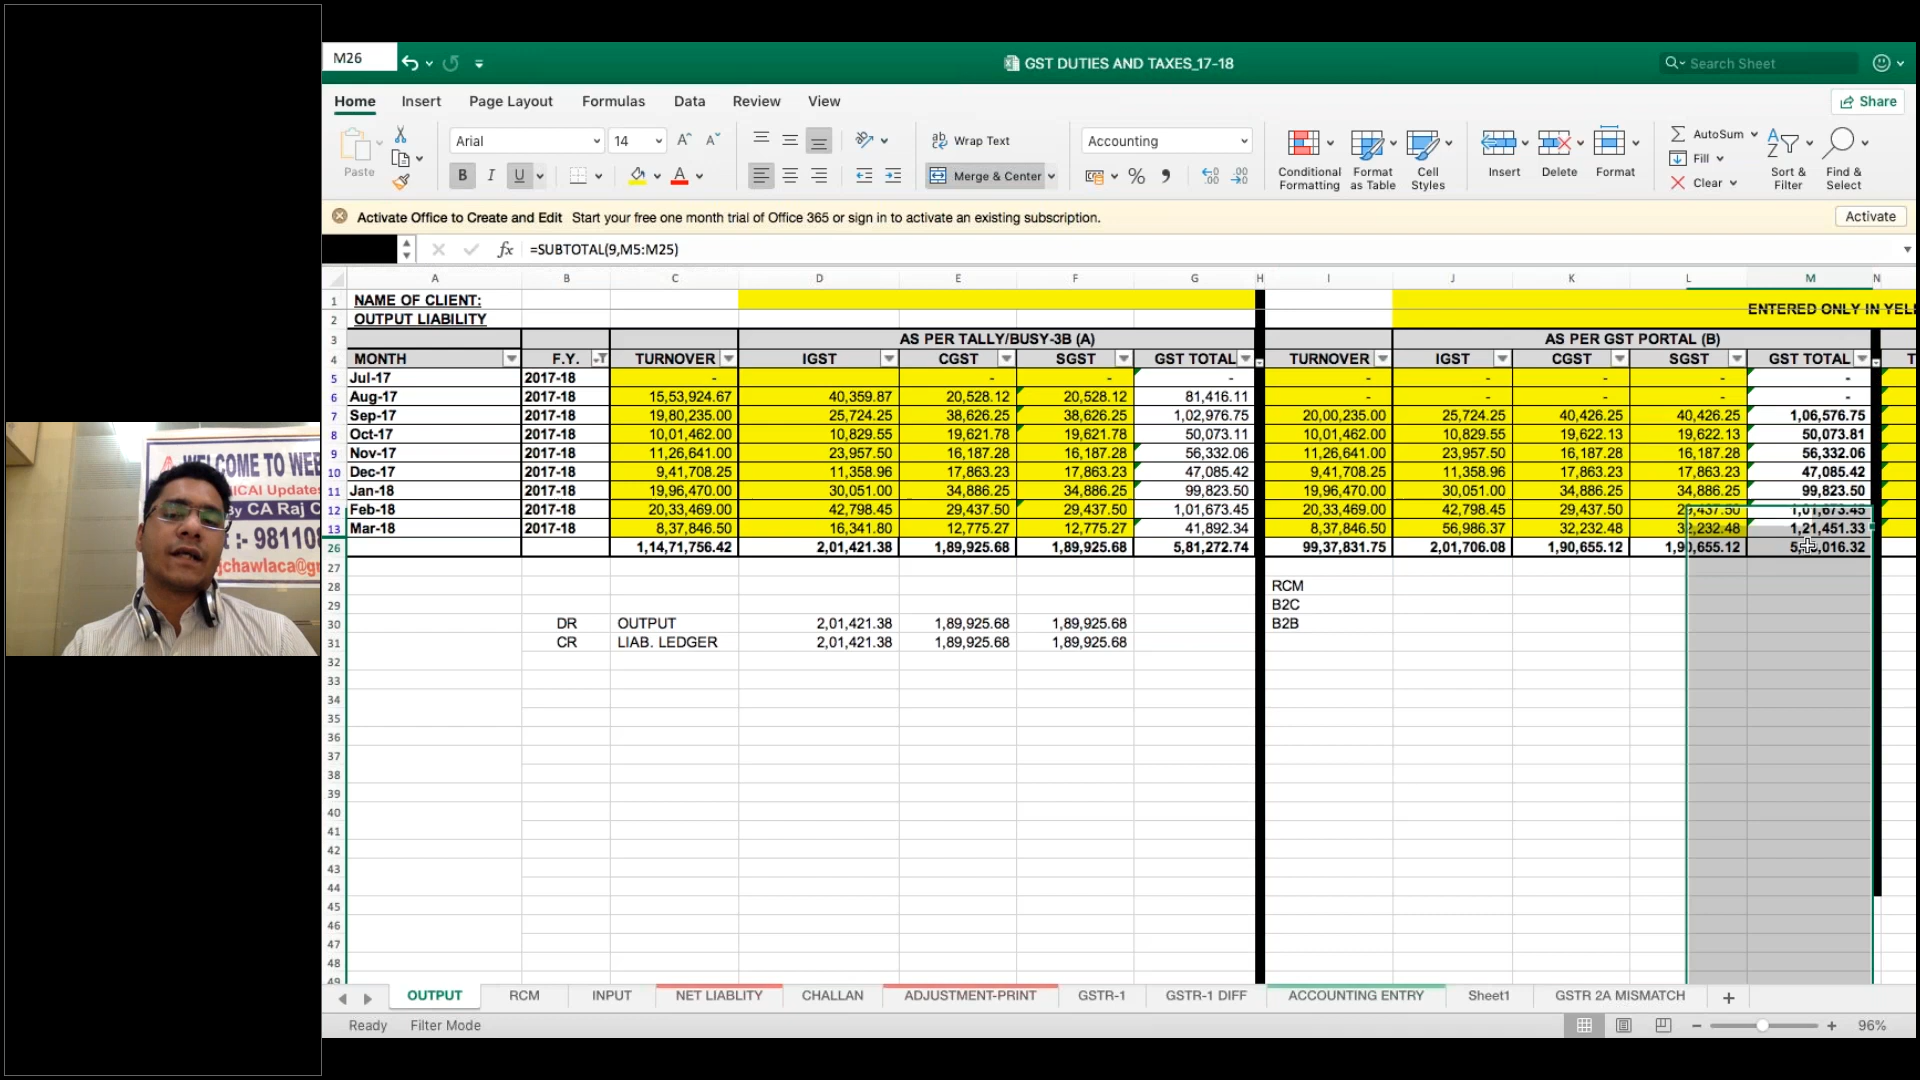 M26
GST DUTIES AND TAXES_17-18
Search Sheet
Home Insert Page Layout Formulas Data Review View
Share
Paste
Arial 14
Wrap Text
Accounting
B I U
Merge & Center
Conditional Formatting
Format as Table
Cell Styles
Insert
Delete
Format
AutoSum
Fill
Clear
Sort & Filter
Find & Select
Activate Office to Create and Edit Start your free one month trial of Office 365 or sign in to activate an existing subscription.
Activate
fx =SUBTOTAL(9,M5:M25)
A B C D E F G H I J K L M N
1 NAME OF CLIENT:
2 OUTPUT LIABILITY ENTERED ONLY IN YEL
3 AS PER TALLY/BUSY-3B (A) AS PER GST PORTAL (B)
4 MONTH F.Y. TURNOVER IGST CGST SGST GST TOTAL TURNOVER IGST CGST SGST GST TOTAL T
5 Jul-17 2017-18 - - - - - - - - -
6 Aug-17 2017-18 15,53,924.67 40,359.87 20,528.12 20,528.12 81,416.11 - - - - -
7 Sep-17 2017-18 19,80,235.00 25,724.25 38,626.25 38,626.25 1,02,976.75 20,00,235.00 25,724.25 40,426.25 40,426.25 1,06,576.75
8 Oct-17 2017-18 10,01,462.00 10,829.55 19,621.78 19,621.78 50,073.11 10,01,462.00 10,829.55 19,622.13 19,622.13 50,073.81
9 Nov-17 2017-18 11,26,641.00 23,957.50 16,187.28 16,187.28 56,332.06 11,26,641.00 23,957.50 16,187.28 16,187.28 56,332.06
10 Dec-17 2017-18 9,41,708.25 11,358.96 17,863.23 17,863.23 47,085.42 9,41,708.25 11,358.96 17,863.23 17,863.23 47,085.42
11 Jan-18 2017-18 19,96,470.00 30,051.00 34,886.25 34,886.25 99,823.50 19,96,470.00 30,051.00 34,886.25 34,886.25 99,823.50
12 Feb-18 2017-18 20,33,469.00 42,798.45 29,437.50 29,437.50 1,01,673.45 20,33,469.00 42,798.45 29,437.50 29,437.50 1,01,673.45
13 Mar-18 2017-18 8,37,846.50 16,341.80 12,775.27 12,775.27 41,892.34 8,37,846.50 56,986.37 32,232.48 32,232.48 1,21,451.33
26 1,14,71,756.42 2,01,421.38 1,89,925.68 1,89,925.68 5,81,272.74 99,37,831.75 2,01,706.08 1,90,655.12 1,90,655.12
27
28 RCM
29 B2C
30 DR OUTPUT 2,01,421.38 1,89,925.68 1,89,925.68 B2B
31 CR LIAB. LEDGER 2,01,421.38 1,89,925.68 1,89,925.68
32
33
34
35
36
37
38
39
40
41
42
43
44
45
46
47
48
49
OUTPUT RCM INPUT NET LIABLITY CHALLAN ADJUSTMENT-PRINT GSTR-1 GSTR-1 DIFF ACCOUNTING ENTRY Sheet1 GSTR 2A MISMATCH
Ready Filter Mode 96%
WELCOME TO WEB
ICAI Updates
By CA Raj C
:- 98110
jchawlaca@g